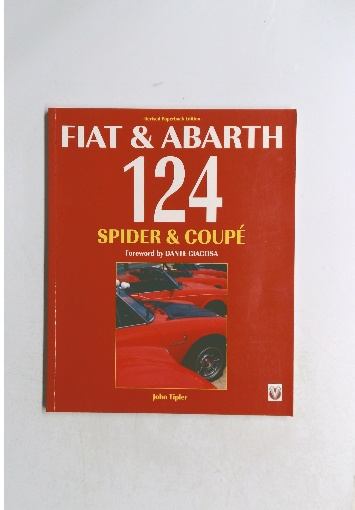 Revised Paperback Edition
FIAT & ABARTH
124
SPIDER & COUPÉ
Foreword by DANTE GIACOSA
John Tipler